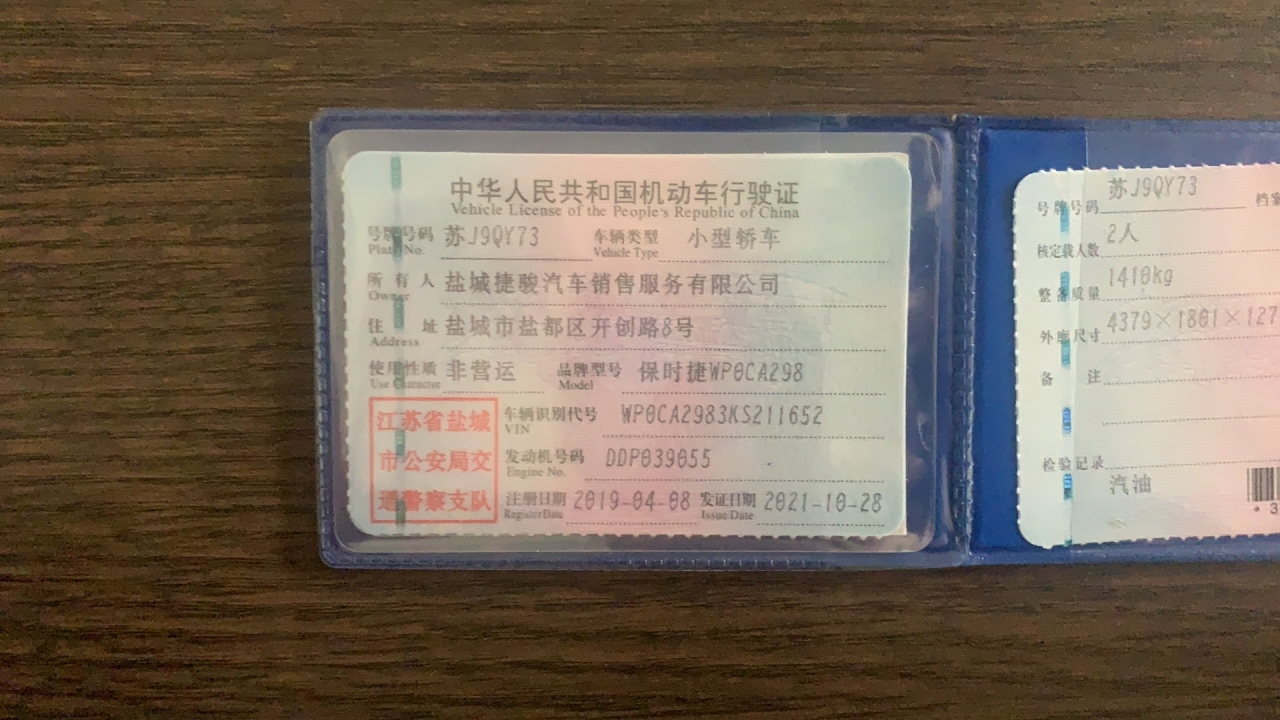 中华人民共和国机动车行驶证
Vehicle License of the People's Republic of China
号牌号码 苏J9QY73 车辆类型 小型轿车
Plate No. Vehicle Type
所有人 盐城捷骏汽车销售服务有限公司
Owner
住址 盐城市盐都区开创路8号
Address
使用性质 非营运 品牌型号 保时捷WP0CA298
Use Character Model
江苏省盐城
市公安局交
通警察支队
车辆识别代号 WP0CA2983KS211652
VIN
发动机号码 DDP039055
Engine No.
注册日期 2019-04-08 发证日期 2021-10-28
Register Date Issue Date
号牌号码 苏J9QY73 档案
核定载人数 2人
整备质量 1410kg
外廓尺寸 4379×1801×127
备注
检验记录
汽油